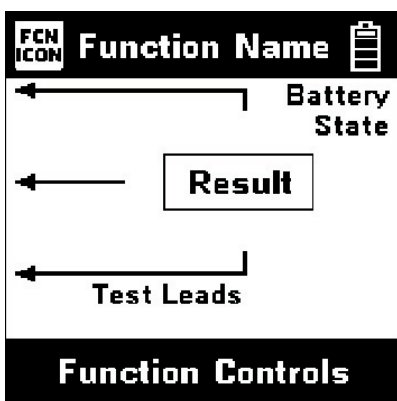 FCN
ICON
Function Name
Battery
State
Result
Test Leads
Function Controls